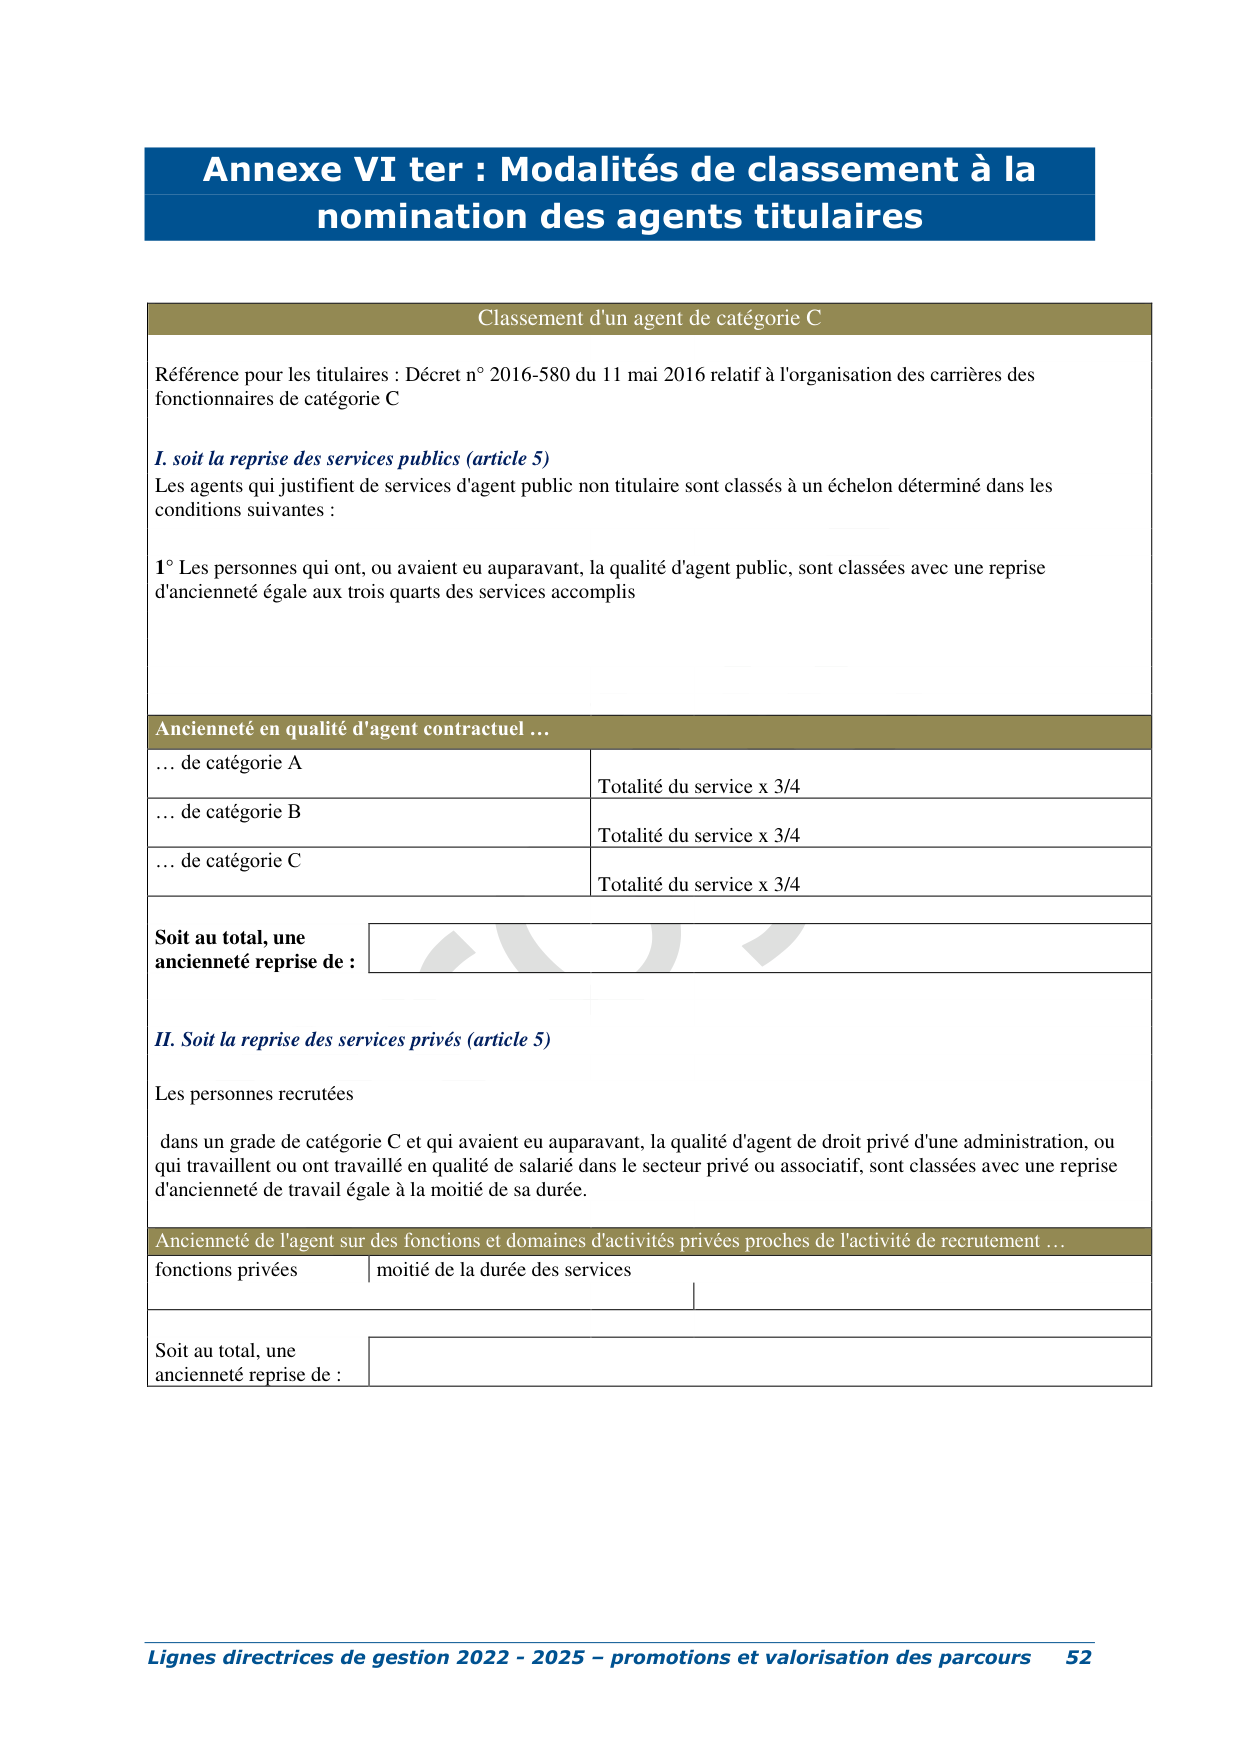 Annexe VI ter : Modalités de classement à la
nomination des agents titulaires
Classement d'un agent de catégorie C
Référence pour les titulaires : Décret n° 2016-580 du 11 mai 2016 relatif à l'organisation des carrières des
fonctionnaires de catégorie C
I. soit la reprise des services publics (article 5)
Les agents qui justifient de services d'agent public non titulaire sont classés à un échelon déterminé dans les
conditions suivantes :
1° Les personnes qui ont, ou avaient eu auparavant, la qualité d'agent public, sont classées avec une reprise
d'ancienneté égale aux trois quarts des services accomplis
Ancienneté en qualité d'agent contractuel …
… de catégorie A
Totalité du service x 3/4
… de catégorie B
Totalité du service x 3/4
… de catégorie C
Totalité du service x 3/4
Soit au total, une
ancienneté reprise de :
II. Soit la reprise des services privés (article 5)
Les personnes recrutées
dans un grade de catégorie C et qui avaient eu auparavant, la qualité d'agent de droit privé d'une administration, ou
qui travaillent ou ont travaillé en qualité de salarié dans le secteur privé ou associatif, sont classées avec une reprise
d'ancienneté de travail égale à la moitié de sa durée.
Ancienneté de l'agent sur des fonctions et domaines d'activités privées proches de l'activité de recrutement …
fonctions privées moitié de la durée des services
Soit au total, une
ancienneté reprise de :
Lignes directrices de gestion 2022 - 2025 – promotions et valorisation des parcours 52